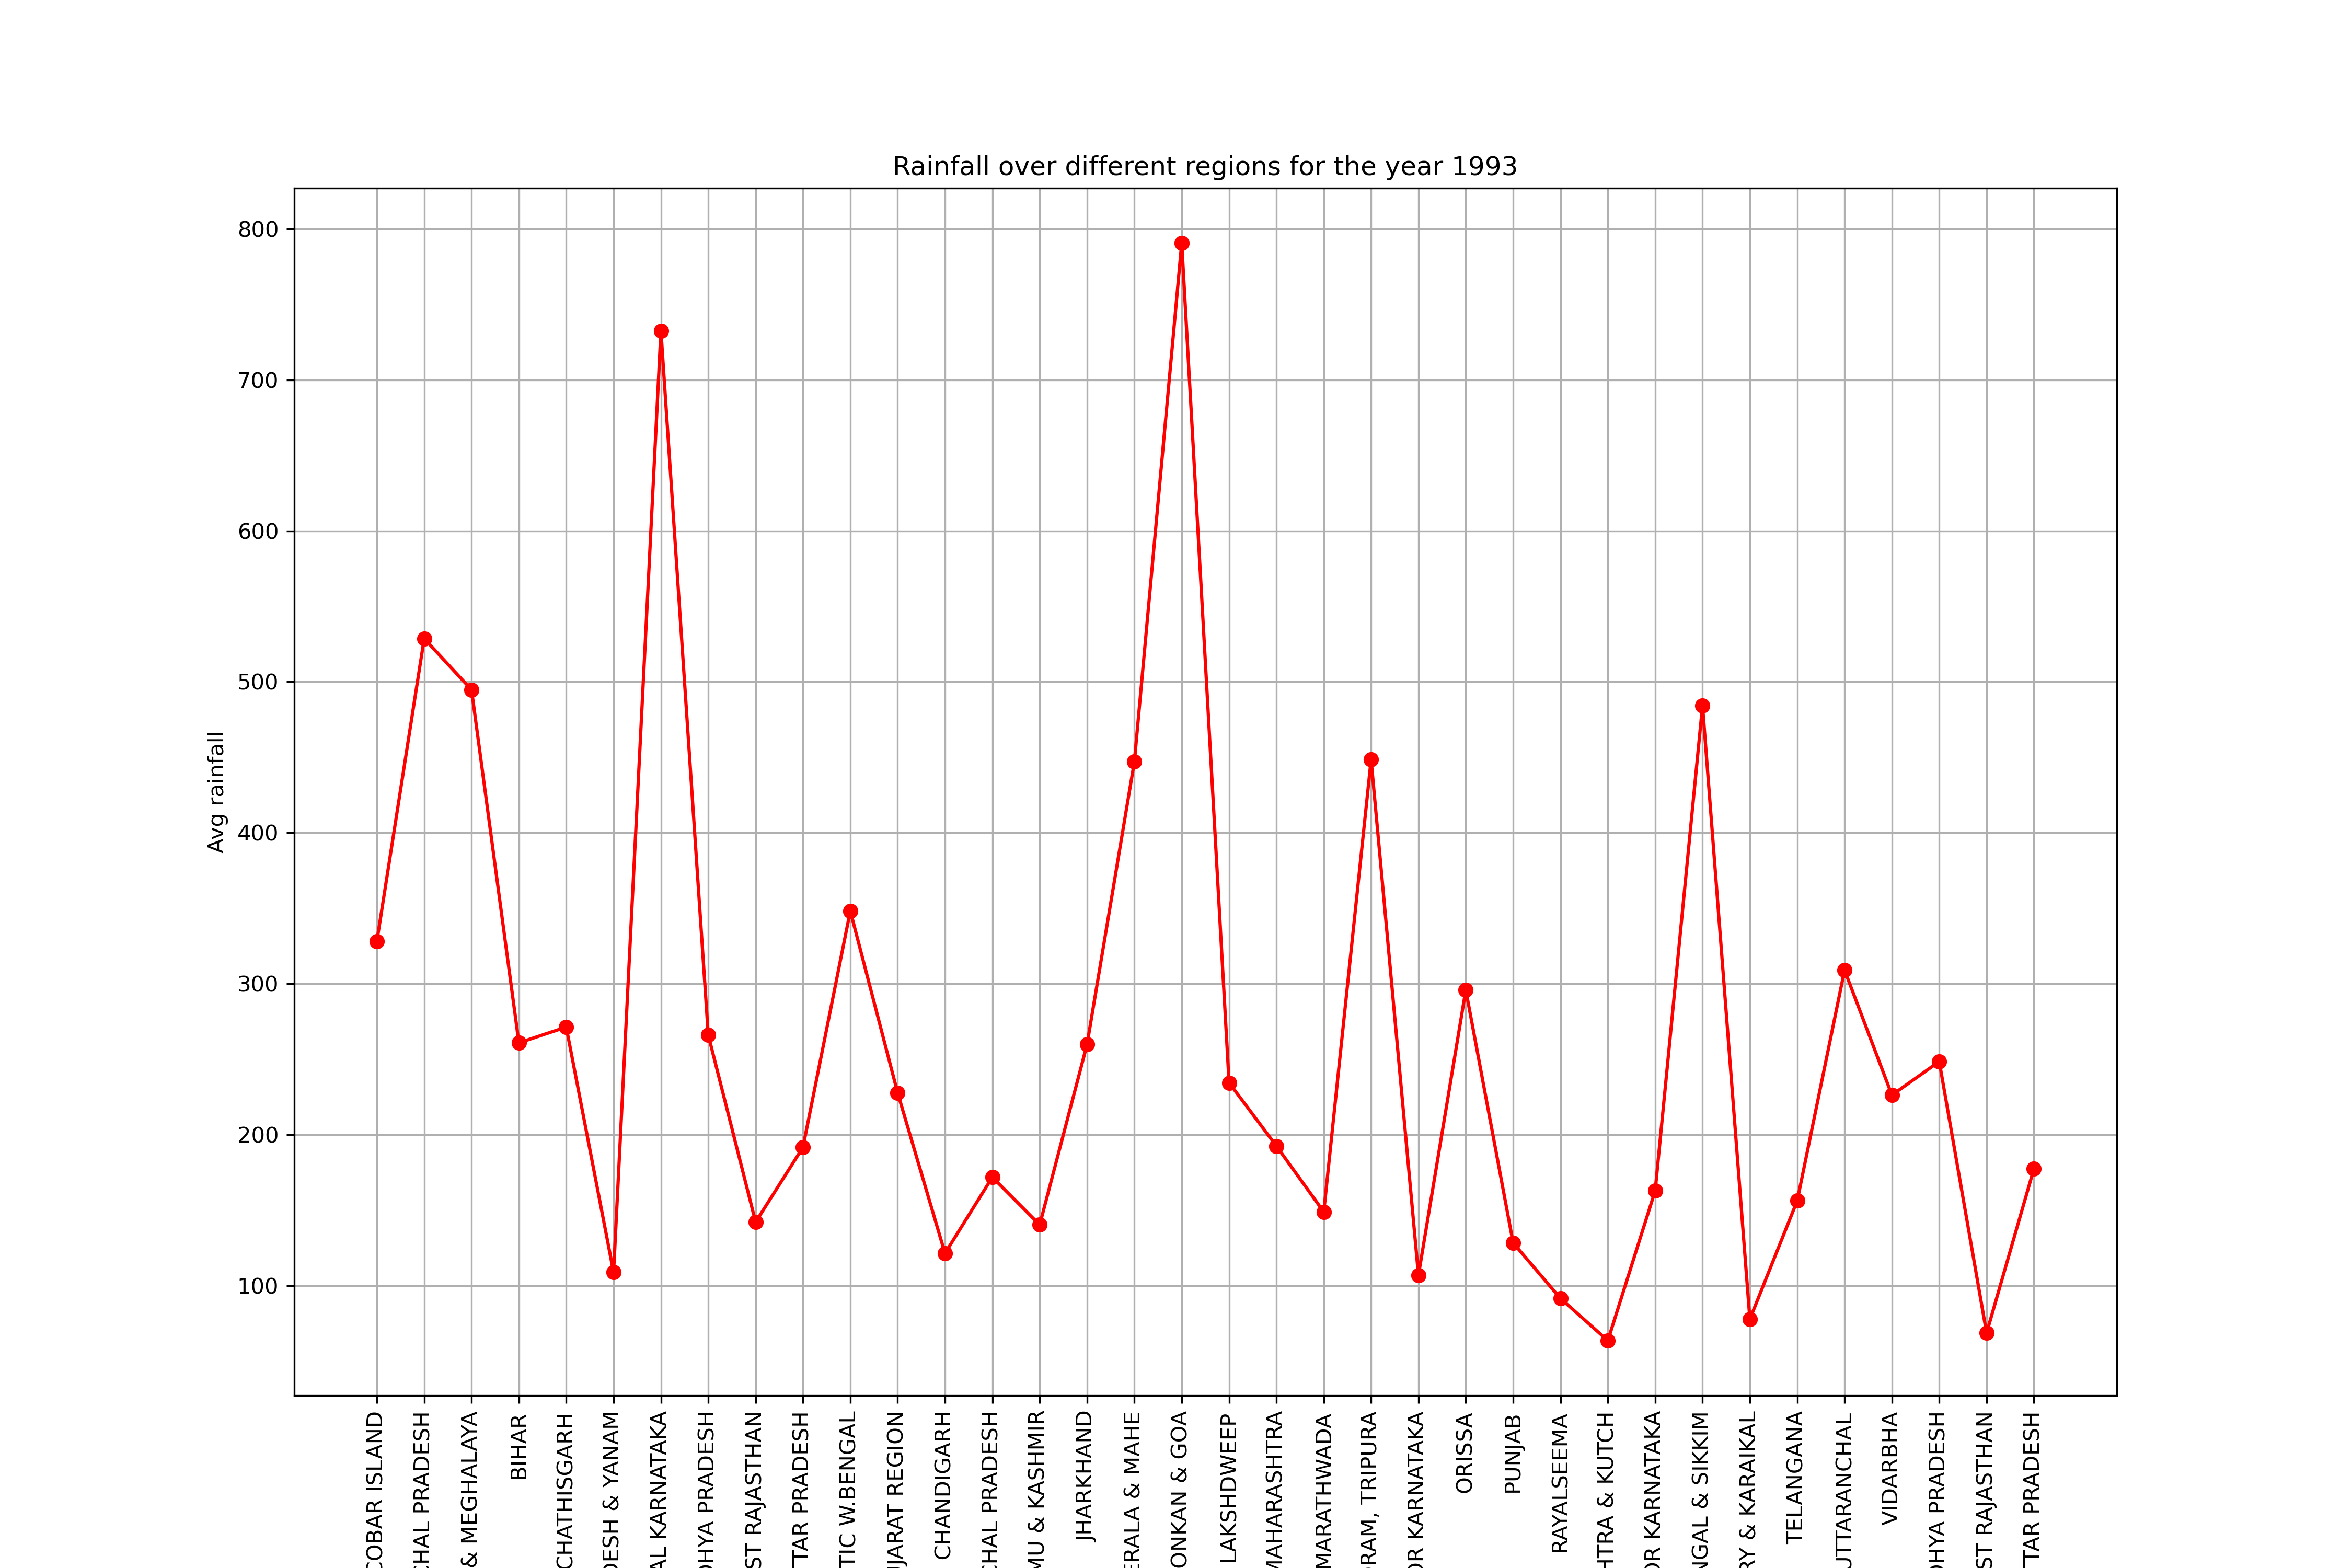 Rainfall over different regions for the year 1993
Avg rainfall
800
700
600
500
400
300
200
100
COBAR ISLAND
CHAL PRADESH
& MEGHALAYA
BIHAR
CHATHISGARH
DESH & YANAM
AL KARNATAKA
DHYA PRADESH
ST RAJASTHAN
TTAR PRADESH
TIC W.BENGAL
JARAT REGION
CHANDIGARH
CHAL PRADESH
MU & KASHMIR
JHARKHAND
ERALA & MAHE
ONKAN & GOA
LAKSHDWEEP
MAHARASHTRA
MARATHWADA
RAM, TRIPURA
OR KARNATAKA
ORISSA
PUNJAB
RAYALSEEMA
HTRA & KUTCH
OR KARNATAKA
NGAL & SIKKIM
RY & KARAIKAL
TELANGANA
UTTARANCHAL
VIDARBHA
DHYA PRADESH
ST RAJASTHAN
TTAR PRADESH